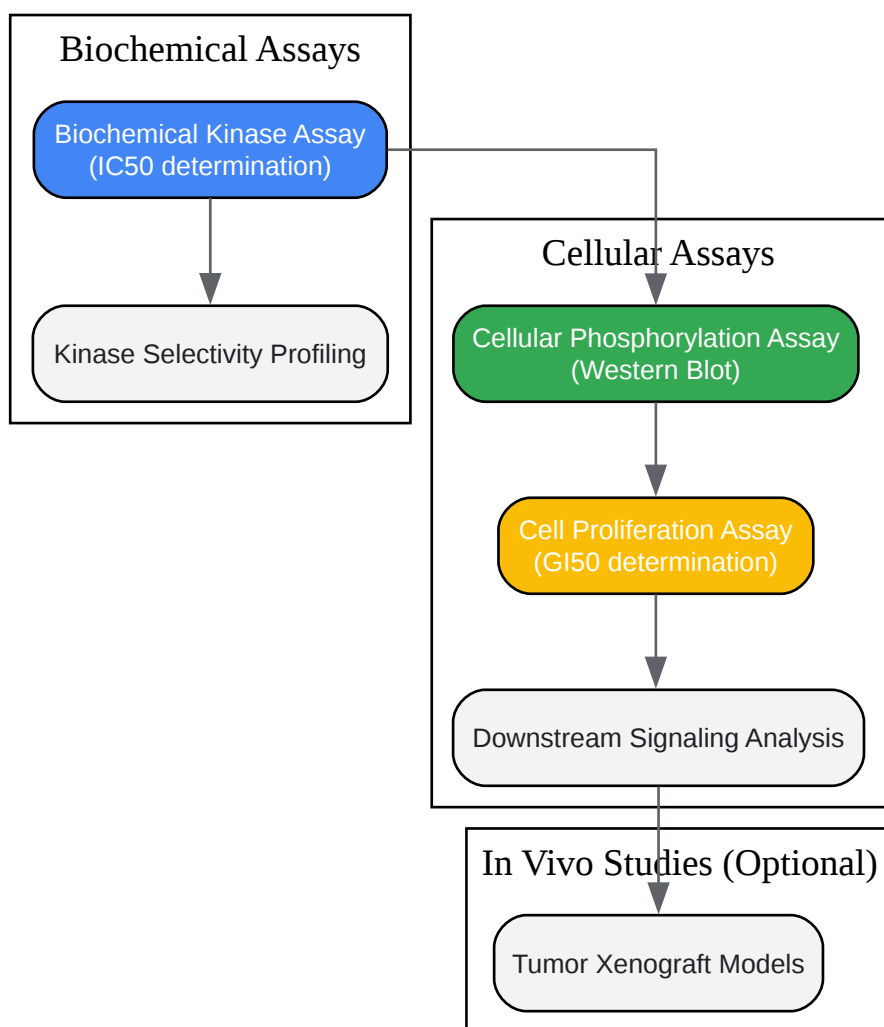 Biochemical Assays
Biochemical Kinase Assay
(IC50 determination)
Kinase Selectivity Profiling
Cellular Assays
Cellular Phosphorylation Assay
(Western Blot)
Cell Proliferation Assay
(GI50 determination)
Downstream Signaling Analysis
In Vivo Studies (Optional)
Tumor Xenograft Models